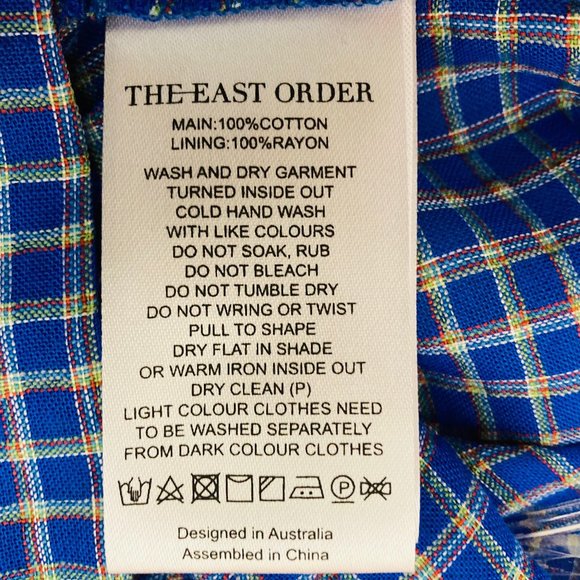 THE EAST ORDER
MAIN:100%COTTON
LINING:100%RAYON
WASH AND DRY GARMENT
TURNED INSIDE OUT
COLD HAND WASH
WITH LIKE COLOURS
DO NOT SOAK, RUB
DO NOT BLEACH
DO NOT TUMBLE DRY
DO NOT WRING OR TWIST
PULL TO SHAPE
DRY FLAT IN SHADE
OR WARM IRON INSIDE OUT
DRY CLEAN (P)
LIGHT COLOUR CLOTHES NEED
TO BE WASHED SEPARATELY
FROM DARK COLOUR CLOTHES
P
Designed in Australia
Assembled in China